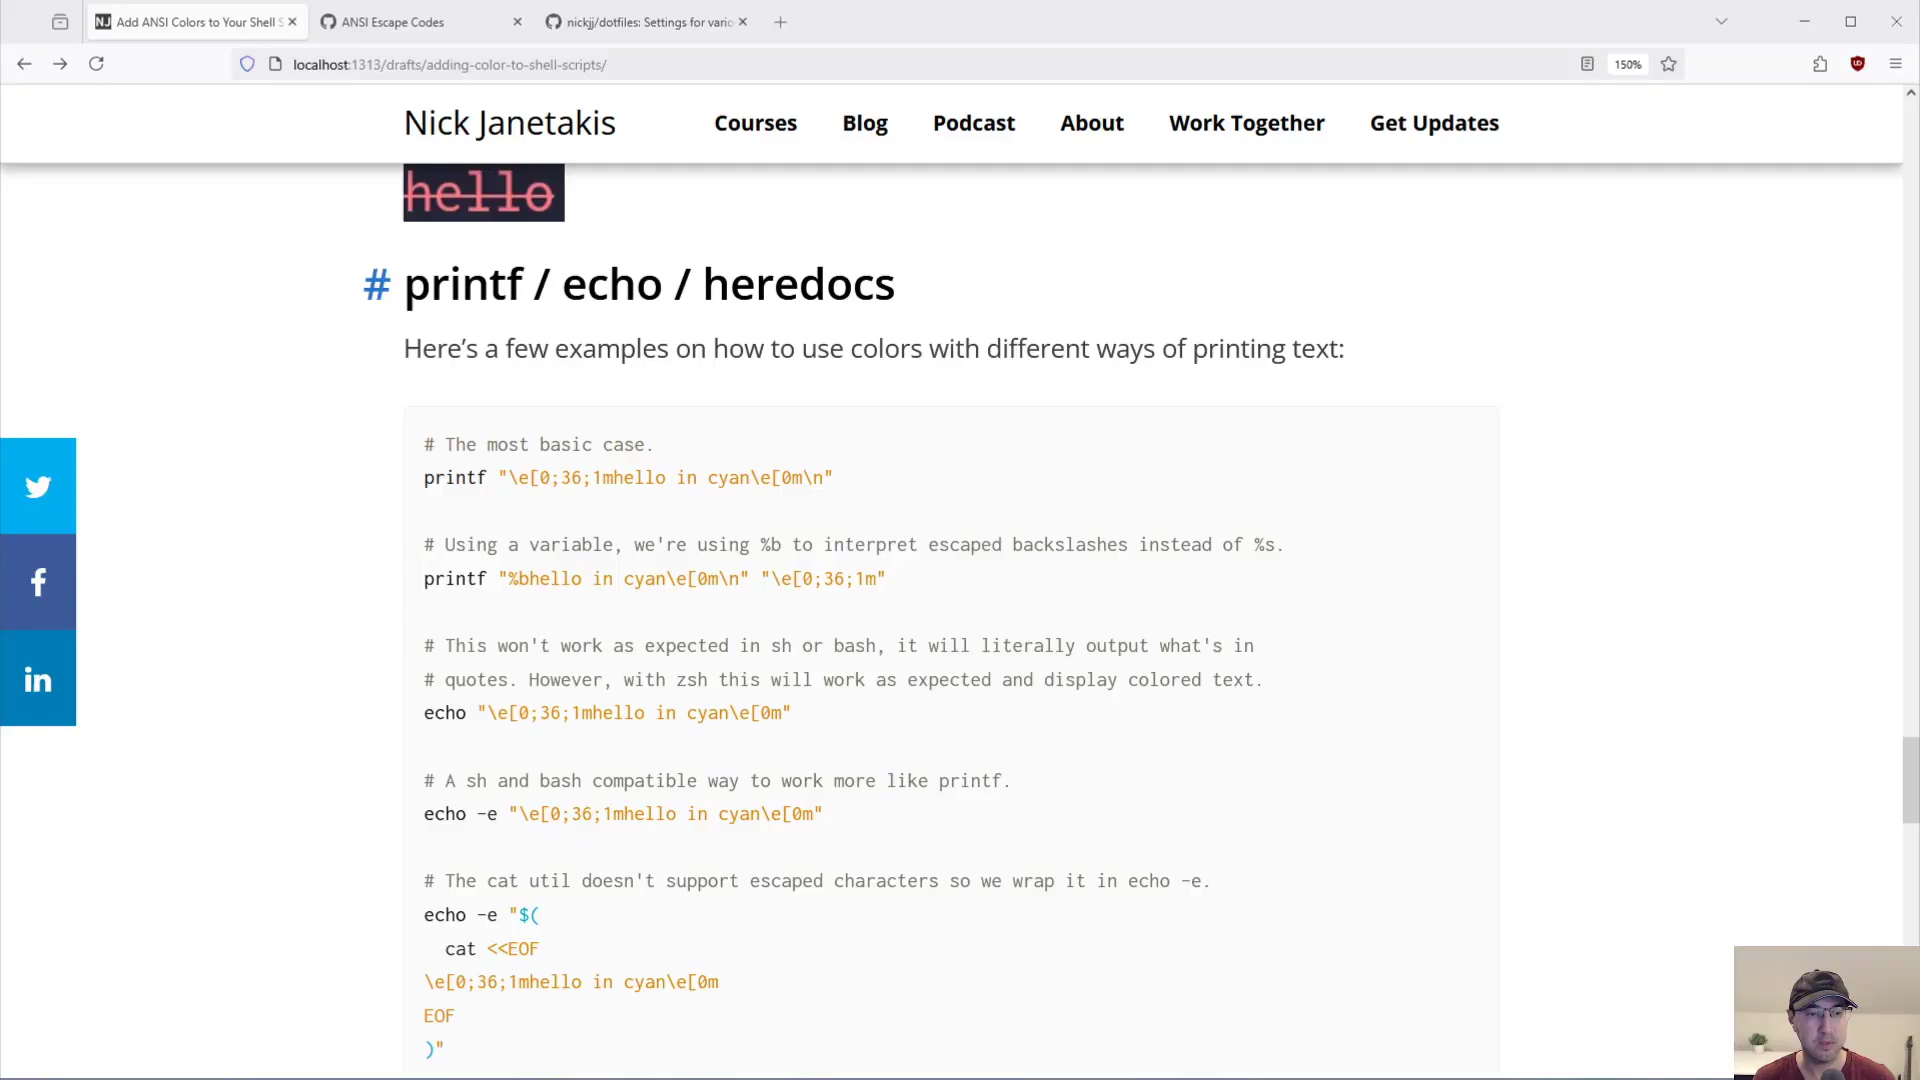 Add ANSI Colors to Your Shell S
ANSI Escape Codes
nickjj/dotfiles: Settings for vario
localhost:1313/drafts/adding-color-to-shell-scripts/
150%
Nick Janetakis
Courses
Blog
Podcast
About
Work Together
Get Updates
hello
# printf / echo / heredocs
Here’s a few examples on how to use colors with different ways of printing text:
# The most basic case.
printf "\e[0;36;1mhello in cyan\e[0m\n"
# Using a variable, we're using %b to interpret escaped backslashes instead of %s.
printf "%bhello in cyan\e[0m\n" "\e[0;36;1m"
# This won't work as expected in sh or bash, it will literally output what's in
# quotes. However, with zsh this will work as expected and display colored text.
echo "\e[0;36;1mhello in cyan\e[0m"
# A sh and bash compatible way to work more like printf.
echo -e "\e[0;36;1mhello in cyan\e[0m"
# The cat util doesn't support escaped characters so we wrap it in echo -e.
echo -e "$(
  cat <<EOF
\e[0;36;1mhello in cyan\e[0m
EOF
)"